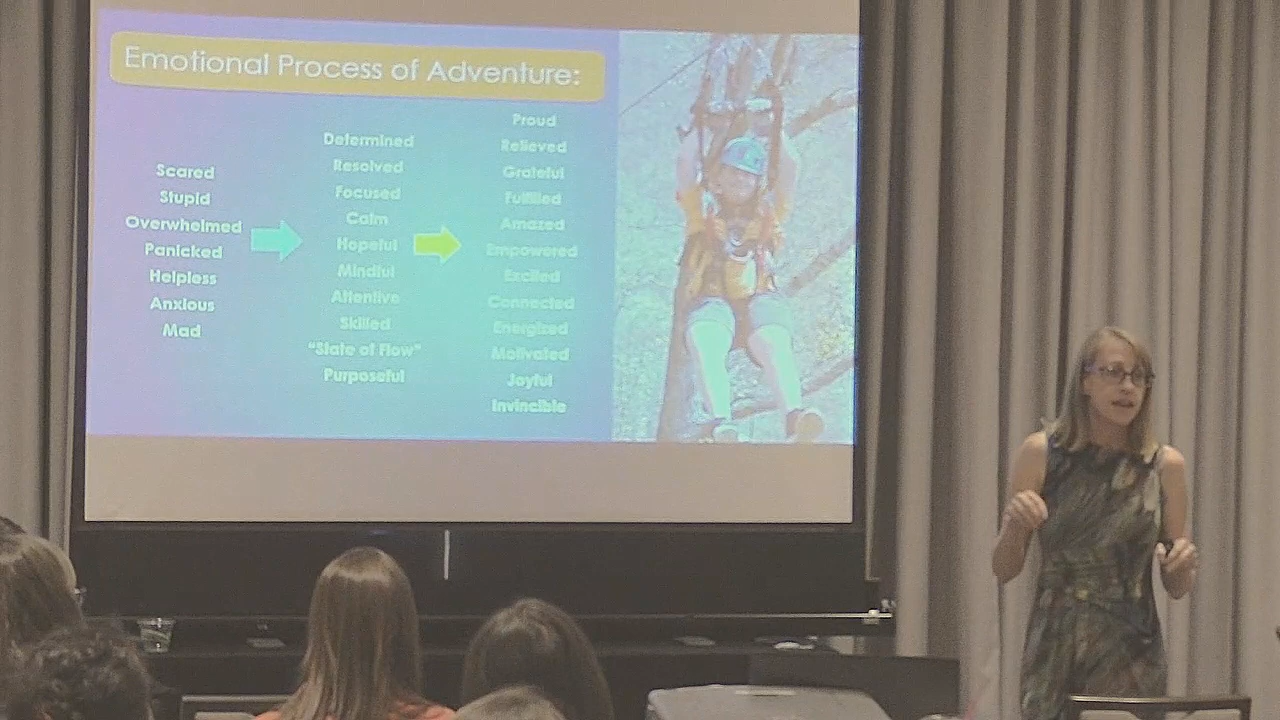 Emotional Process of Adventure:
Scared
Stupid
Overwhelmed
Panicked
Helpless
Anxious
Mad
Determined
Resolved
Focused
Calm
Hopeful
Mindful
Attentive
Skilled
"State of Flow"
Purposeful
Proud
Relieved
Grateful
Fulfilled
Amazed
Empowered
Excited
Connected
Energized
Motivated
Joyful
Invincible